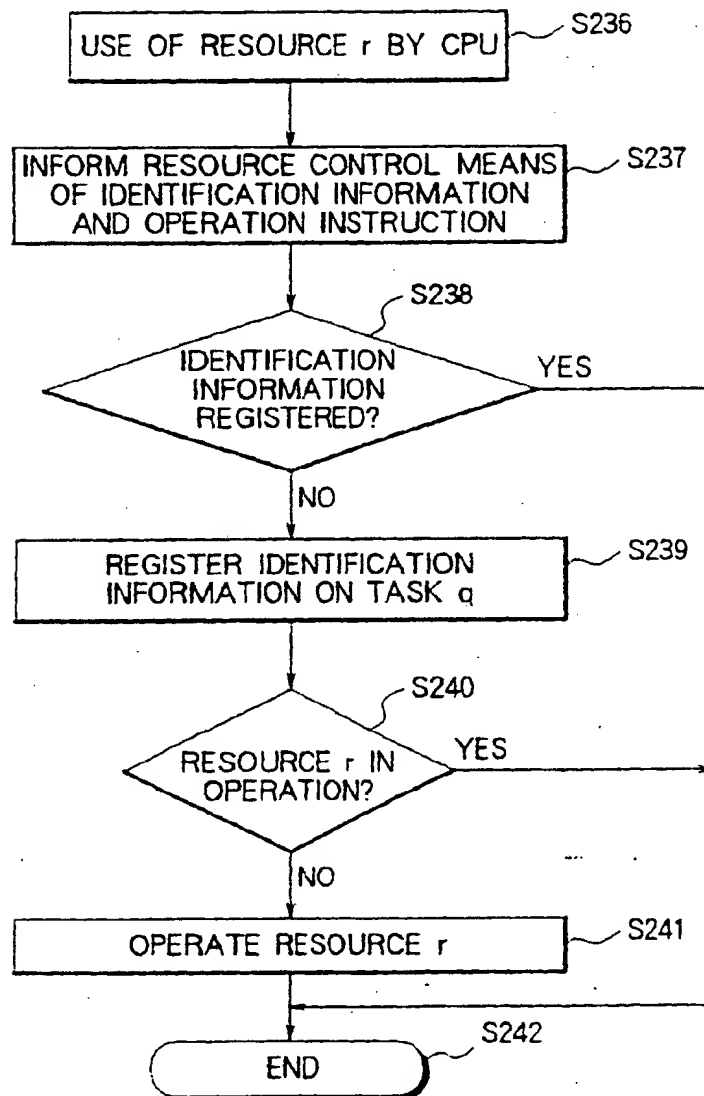 USE OF RESOURCE r BY CPU
S236
INFORM RESOURCE CONTROL MEANS
OF IDENTIFICATION INFORMATION
AND OPERATION INSTRUCTION
S237
S238
IDENTIFICATION
INFORMATION
REGISTERED?
YES
NO
REGISTER IDENTIFICATION
INFORMATION ON TASK q
S239
S240
RESOURCE r IN
OPERATION?
YES
NO
OPERATE RESOURCE r
S241
S242
END